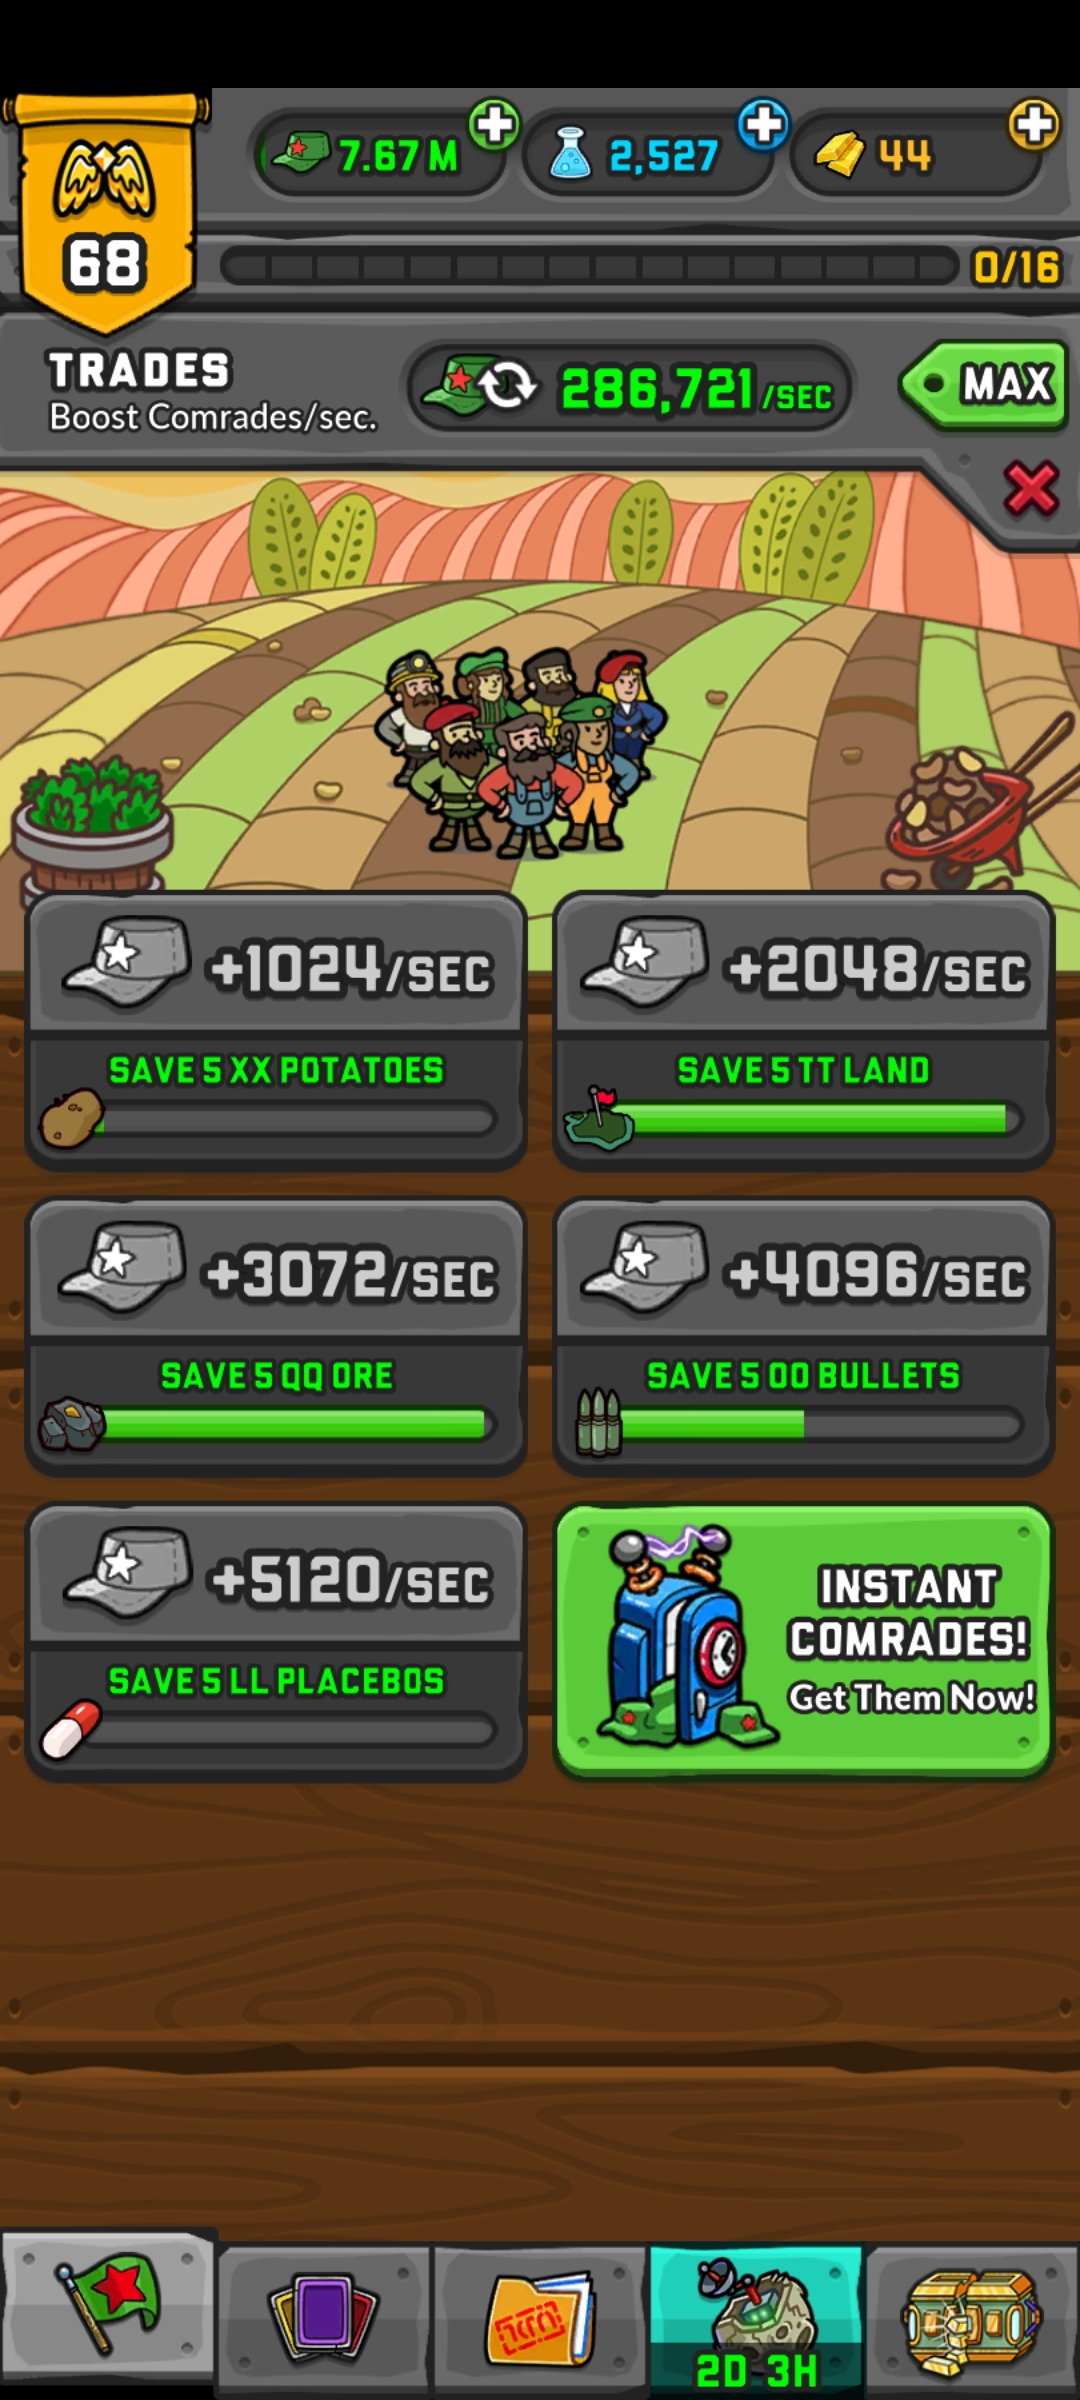 7.67 M
2,527
44
68
0/16
TRADES
Boost Comrades/sec.
286,721 /SEC
MAX
+1024/SEC
SAVE 5 XX POTATOES
+2048/SEC
SAVE 5 TT LAND
+3072/SEC
SAVE 5 QQ ORE
+4096/SEC
SAVE 5 OO BULLETS
+5120/SEC
SAVE 5 LL PLACEBOS
INSTANT
COMRADES!
Get Them Now!
2D 3H